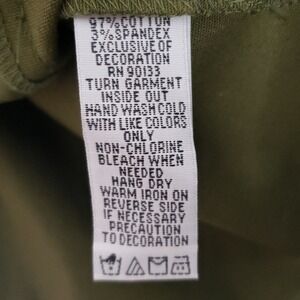 97% COTTON
3% SPANDEX
EXCLUSIVE OF
DECORATION
RN 90133
TURN GARMENT
INSIDE OUT
HAND WASH COLD
WITH LIKE COLORS
ONLY
NON-CHLORINE
BLEACH WHEN
NEEDED
HANG DRY
WARM IRON ON
REVERSE SIDE
IF NECESSARY
PRECAUTION
TO DECORATION